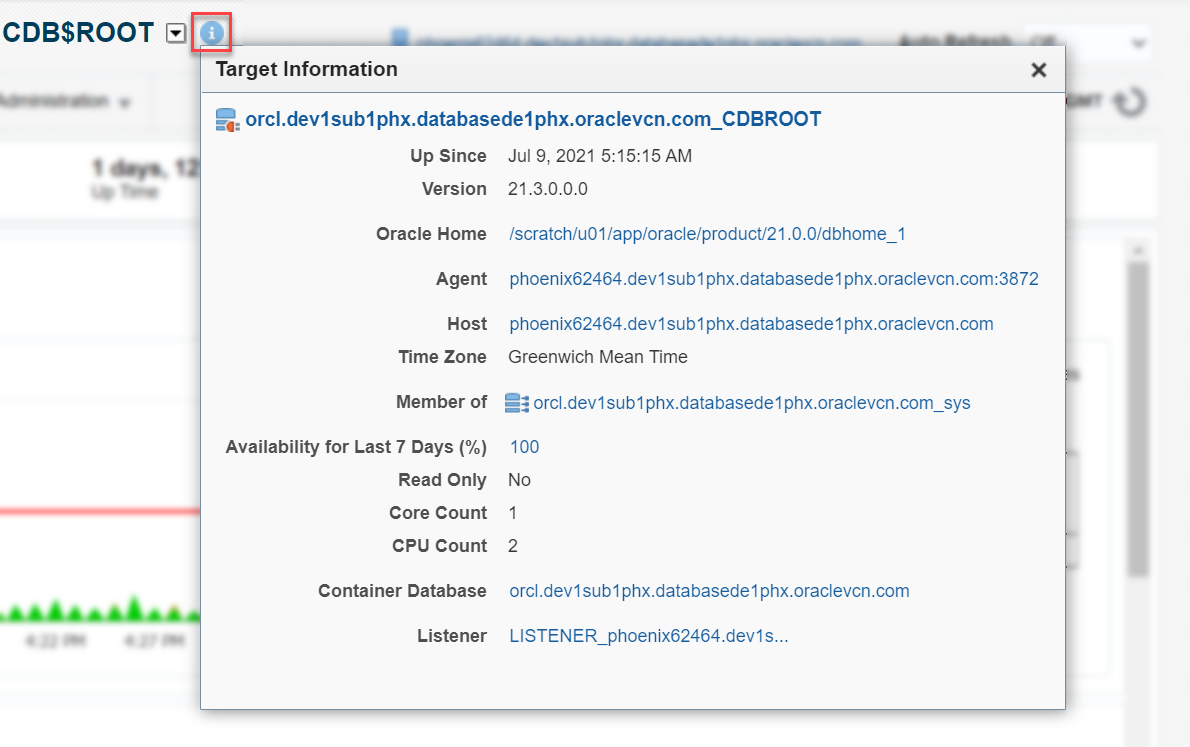 CDB$ROOT
Auto Refresh Off
Administration
GMT
1 days, 12
Up Time
Target Information
orcl.dev1sub1phx.databasede1phx.oraclevcn.com_CDBROOT
Up Since Jul 9, 2021 5:15:15 AM
Version 21.3.0.0.0
Oracle Home /scratch/u01/app/oracle/product/21.0.0/dbhome_1
Agent phoenix62464.dev1sub1phx.databasede1phx.oraclevcn.com:3872
Host phoenix62464.dev1sub1phx.databasede1phx.oraclevcn.com
Time Zone Greenwich Mean Time
Member of orcl.dev1sub1phx.databasede1phx.oraclevcn.com_sys
Availability for Last 7 Days (%) 100
Read Only No
Core Count 1
CPU Count 2
Container Database orcl.dev1sub1phx.databasede1phx.oraclevcn.com
Listener LISTENER_phoenix62464.dev1s...
4:22 PM 4:27 PM